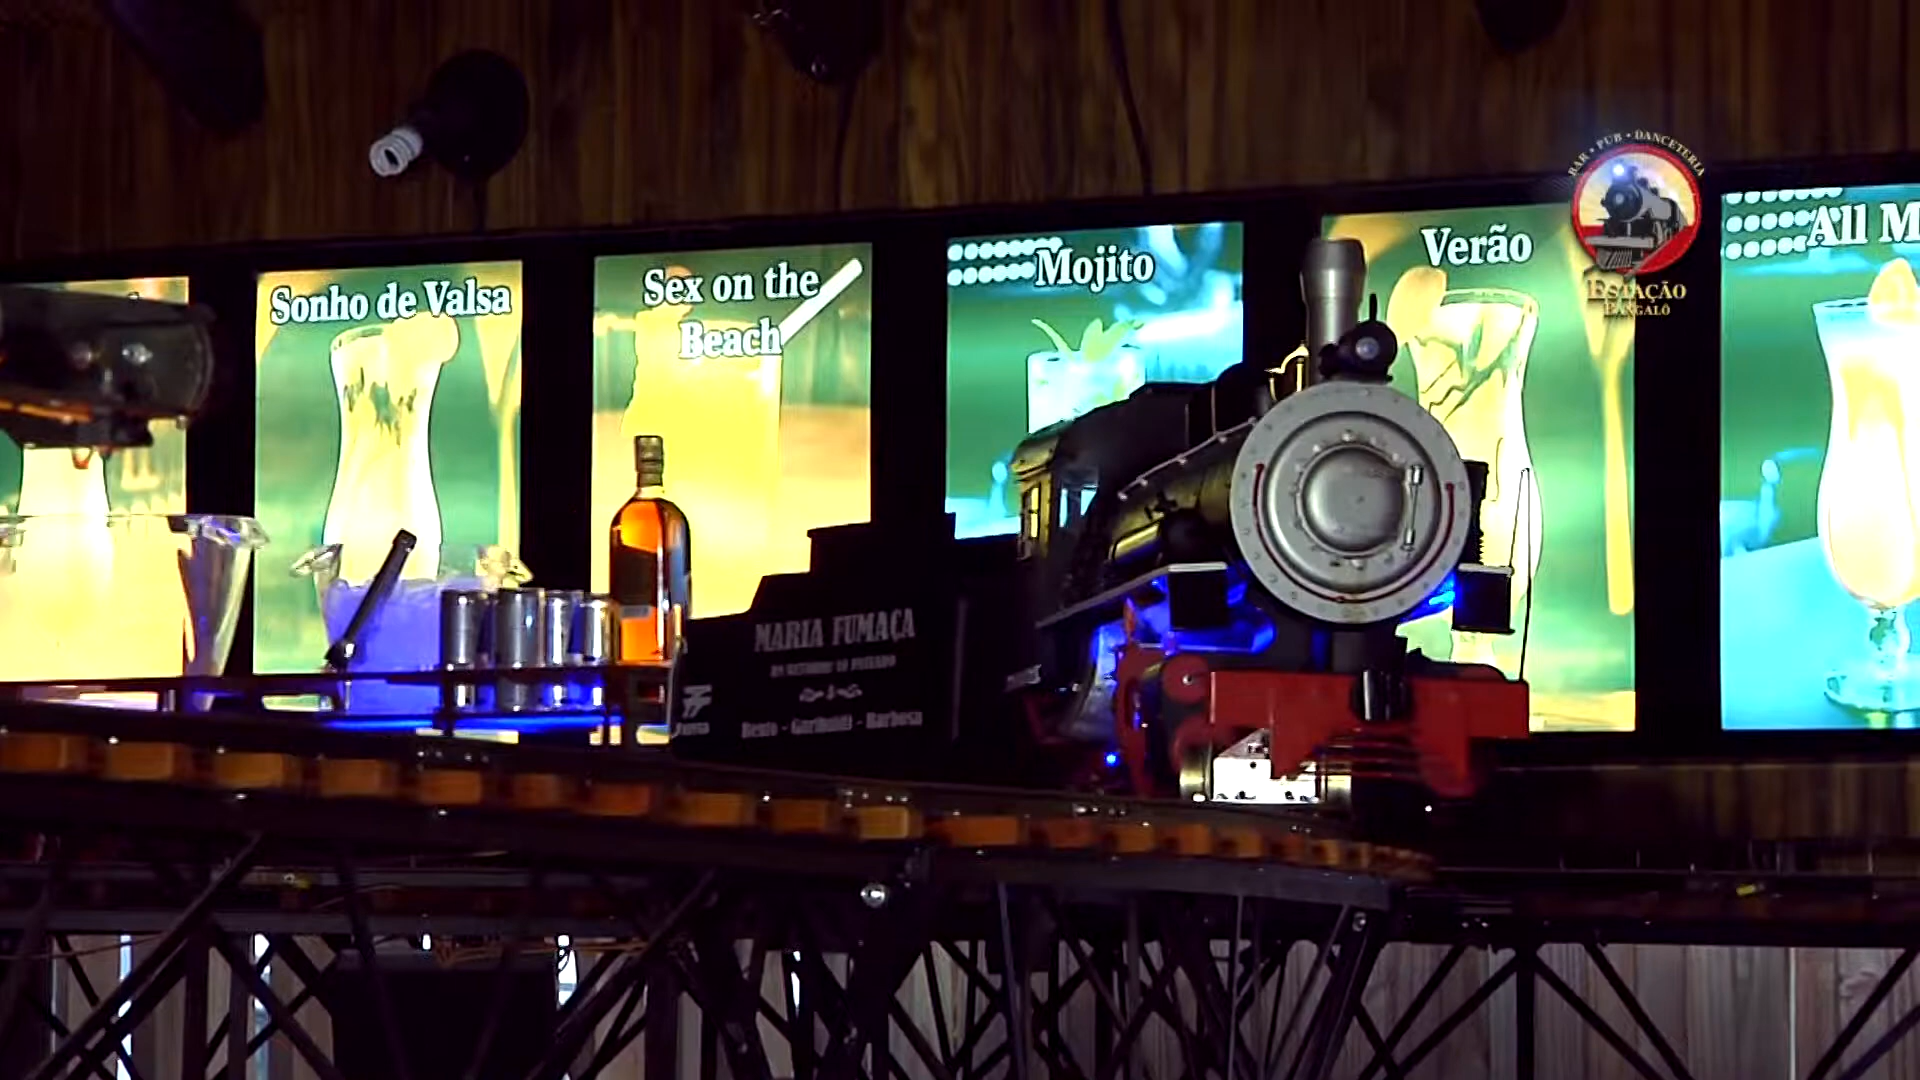 Sonho de Valsa
Sex on the
Beach
Mojito
Verão
All M
BAR • PUB • DANCETERIA
ESTAÇÃO
BANGALÔ
MARIA FUMAÇA
Bento - Garibaldi - Barbosa